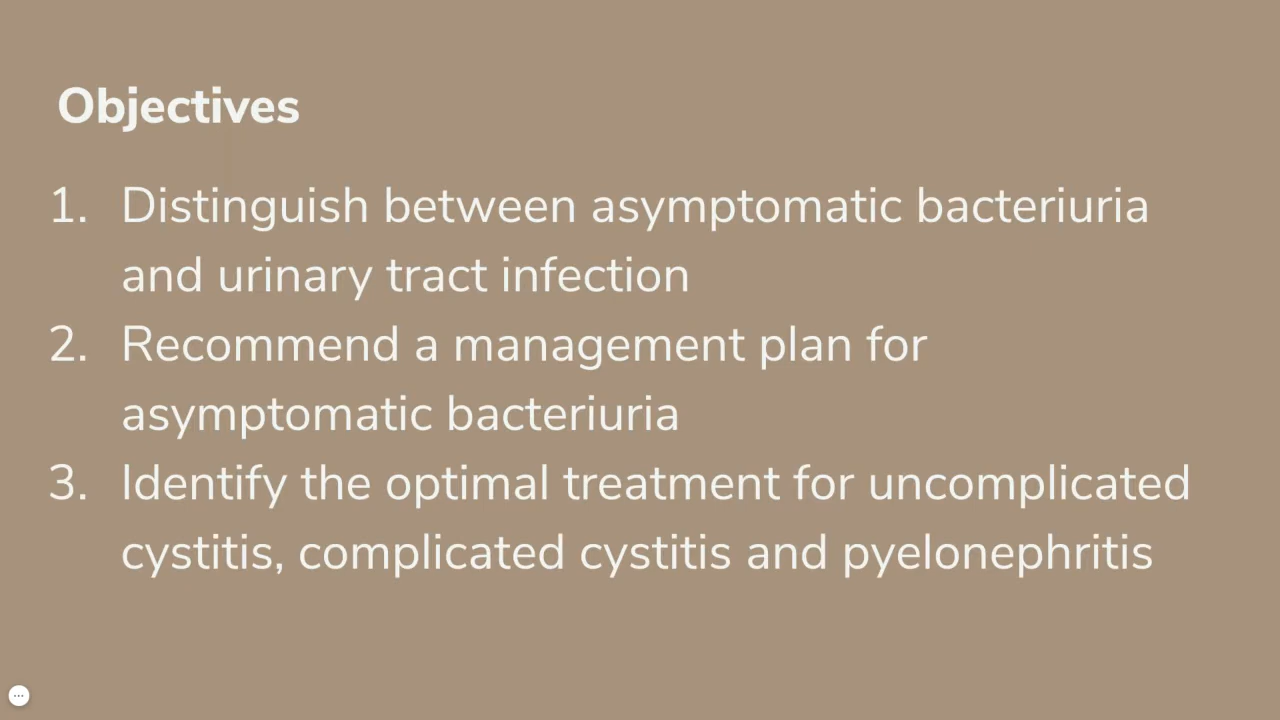 Objectives
1. Distinguish between asymptomatic bacteriuria
and urinary tract infection
2. Recommend a management plan for
asymptomatic bacteriuria
3. Identify the optimal treatment for uncomplicated
cystitis, complicated cystitis and pyelonephritis